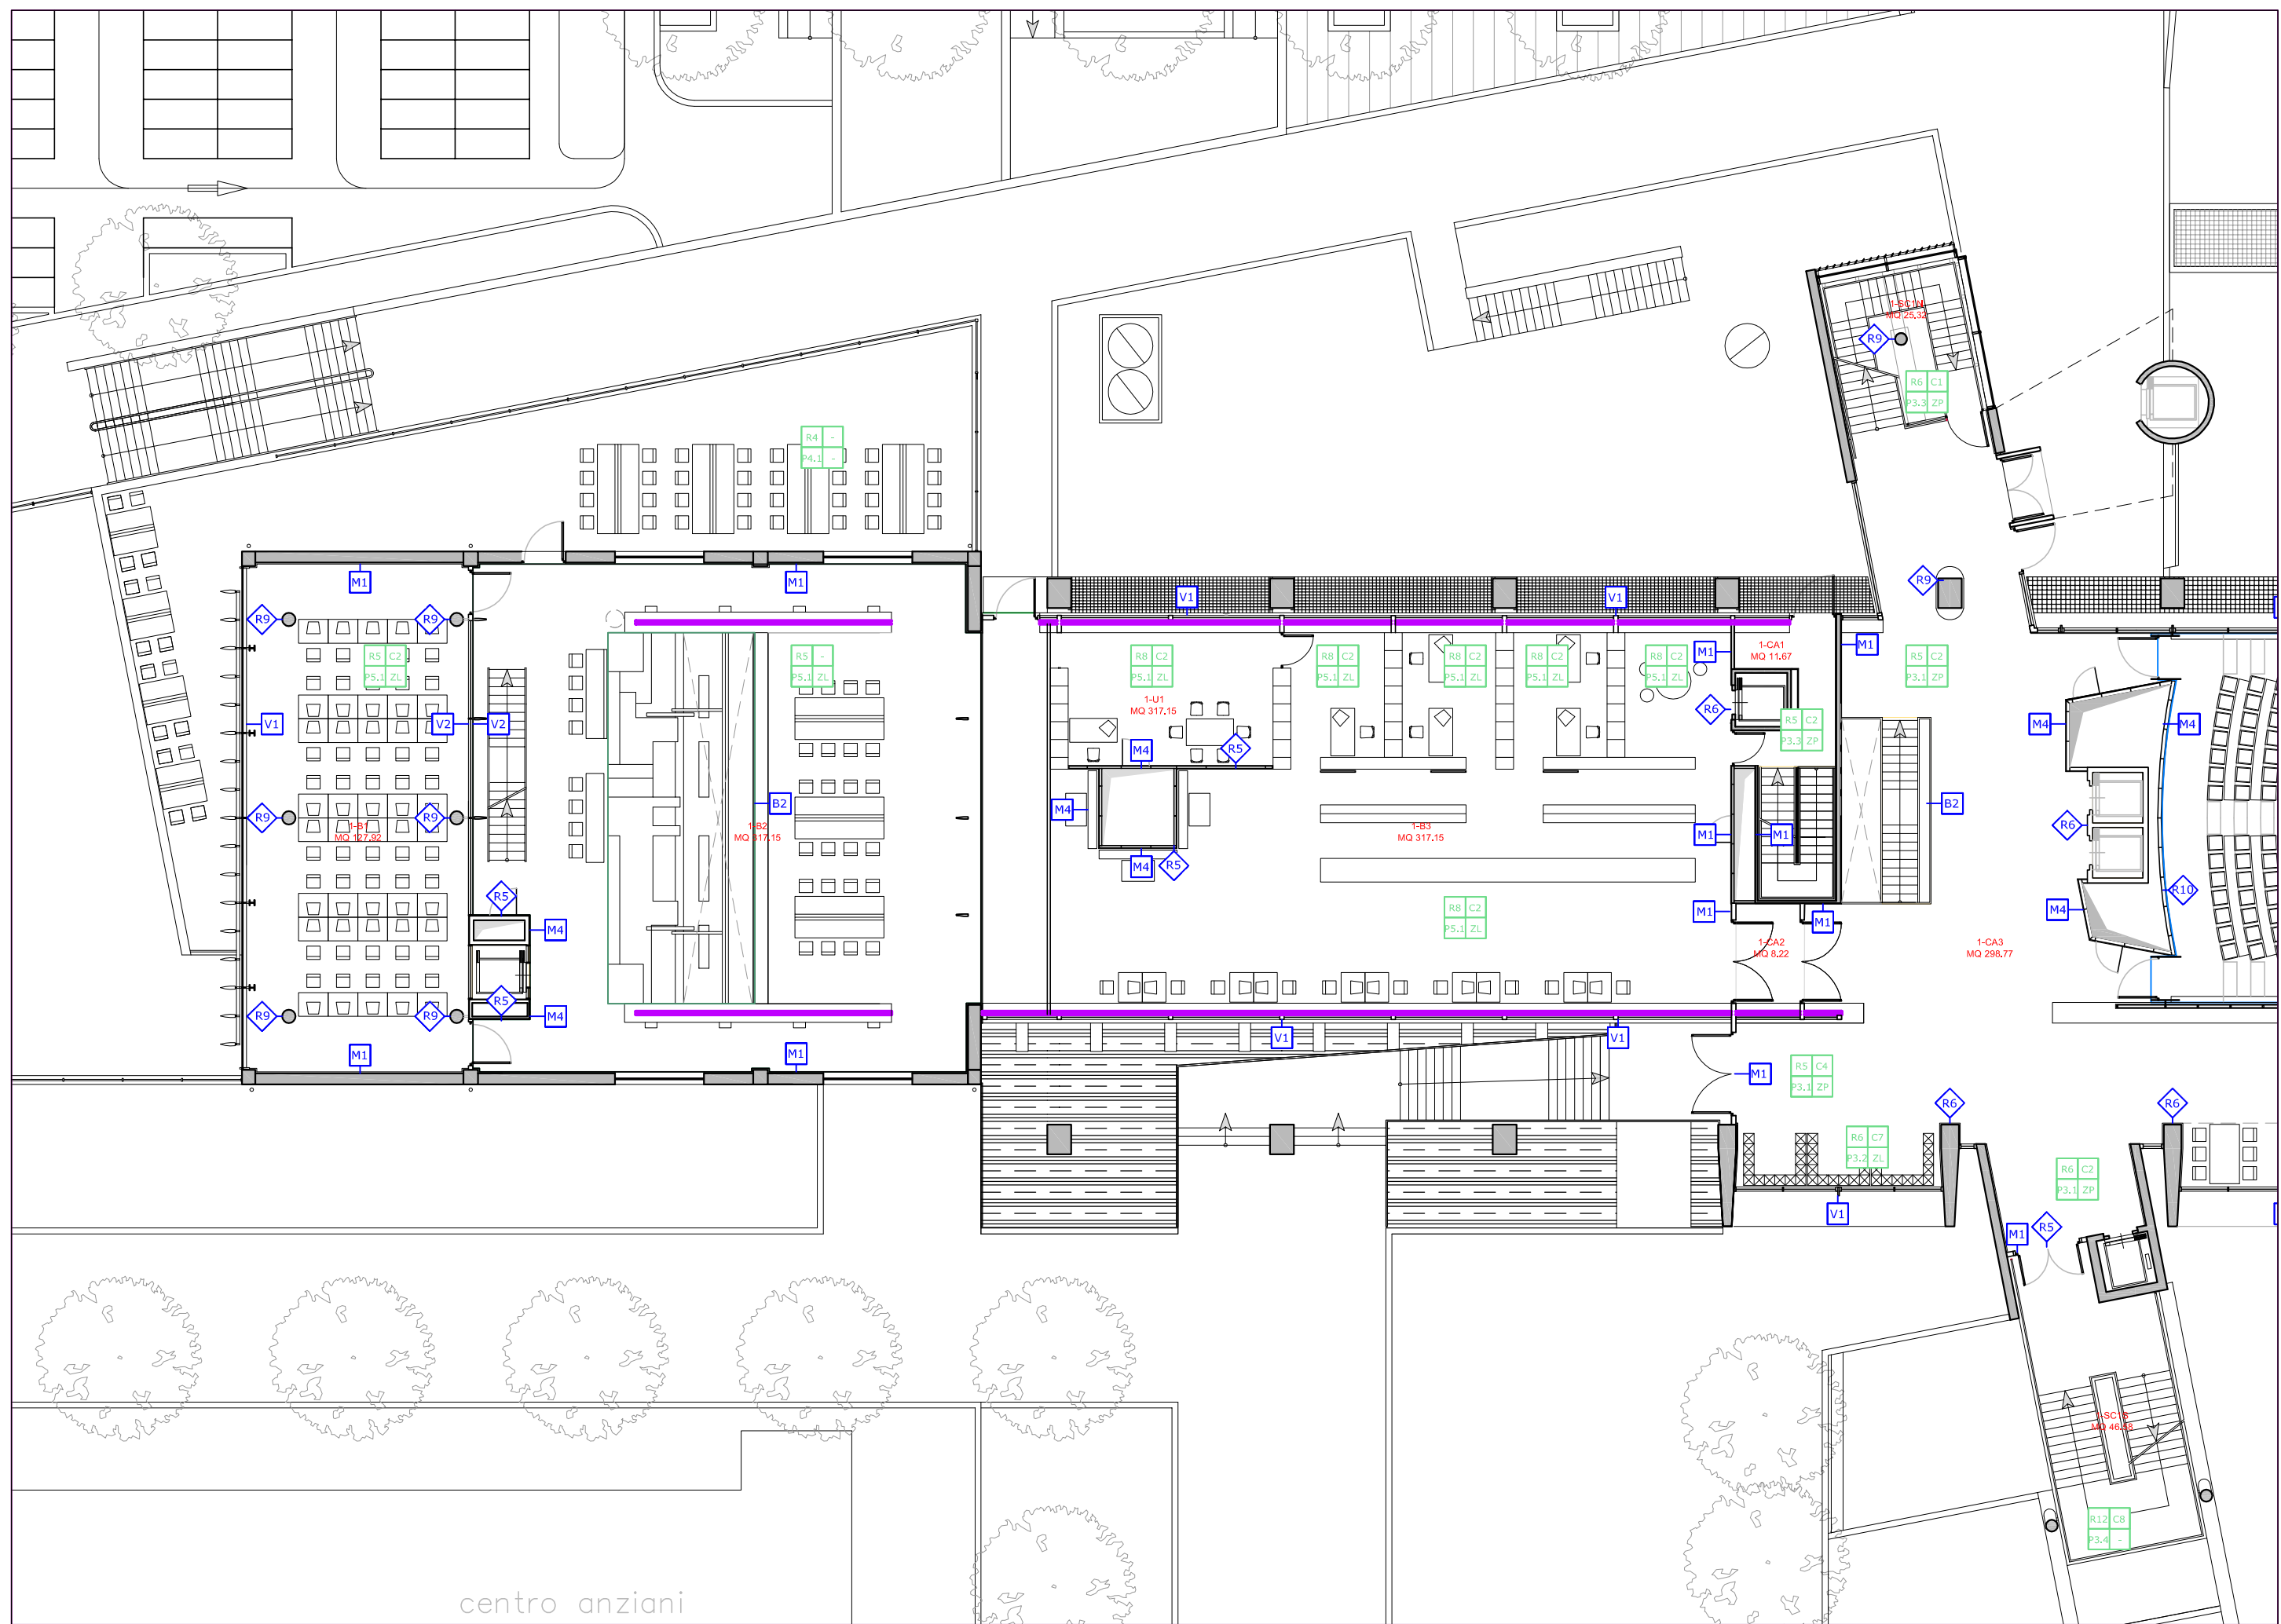 1-SC1N
MQ 25,32
R9
R6 C1
P3.3 ZP
R4 -
P4.1 -
M1
M1
V1
V1
R9
R9
R9
R5 C2
P5.1 ZL
R5 -
P5.1 ZL
R8 C2
P5.1 ZL
R8 C2
P5.1 ZL
R8 C2
P5.1 ZL
R8 C2
P5.1 ZL
R8 C2
P5.1 ZL
M1
1-CA1
MQ 11.67
M1
R5 C2
P3.1 ZP
1-U1
MQ 317.15
R6
V1
V2
V2
M4
R5
R5 C2
P3.3 ZP
M4
M4
B2
M4
B2
R9
R9
1-B1
MQ 127.92
1-B2
MQ 317.15
1-B3
MQ 317.15
M1
M1
R6
M4
R5
R5
R10
R8 C2
P5.1 ZL
M1
M1
M4
M4
1-CA2
MQ 8.22
1-CA3
MQ 298.77
R5
R9
R9
M4
V1
V1
M1
M1
M1
R5 C4
P3.1 ZP
R6
R6
R6 C7
P3.2 ZL
R6 C2
P3.1 ZP
V1
M1
R5
R12 C8
P3.4 -
centro anziani